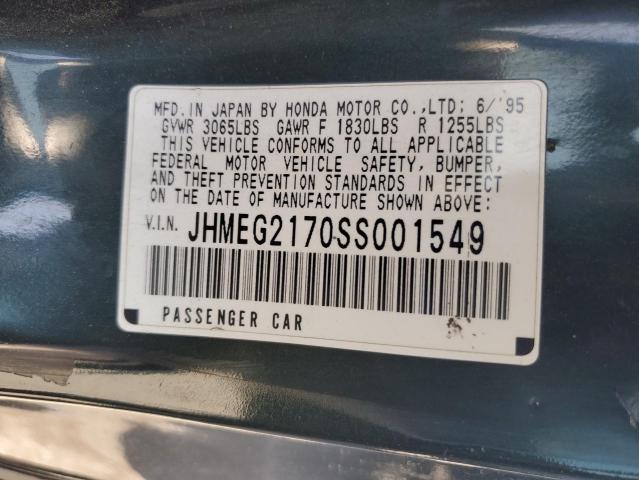 MFD.IN JAPAN BY HONDA MOTOR CO.,LTD: 6/'95
GVWR 3065LBS GAWR F 1830LBS R 1255LBS
THIS VEHICLE CONFORMS TO ALL APPLICABLE
FEDERAL MOTOR VEHICLE SAFETY, BUMPER,
AND THEFT PREVENTION STANDARDS IN EFFECT
ON THE DATE OF MANUFACTURE SHOWN ABOVE:
V.I.N. JHMEG2170SS001549
PASSENGER CAR